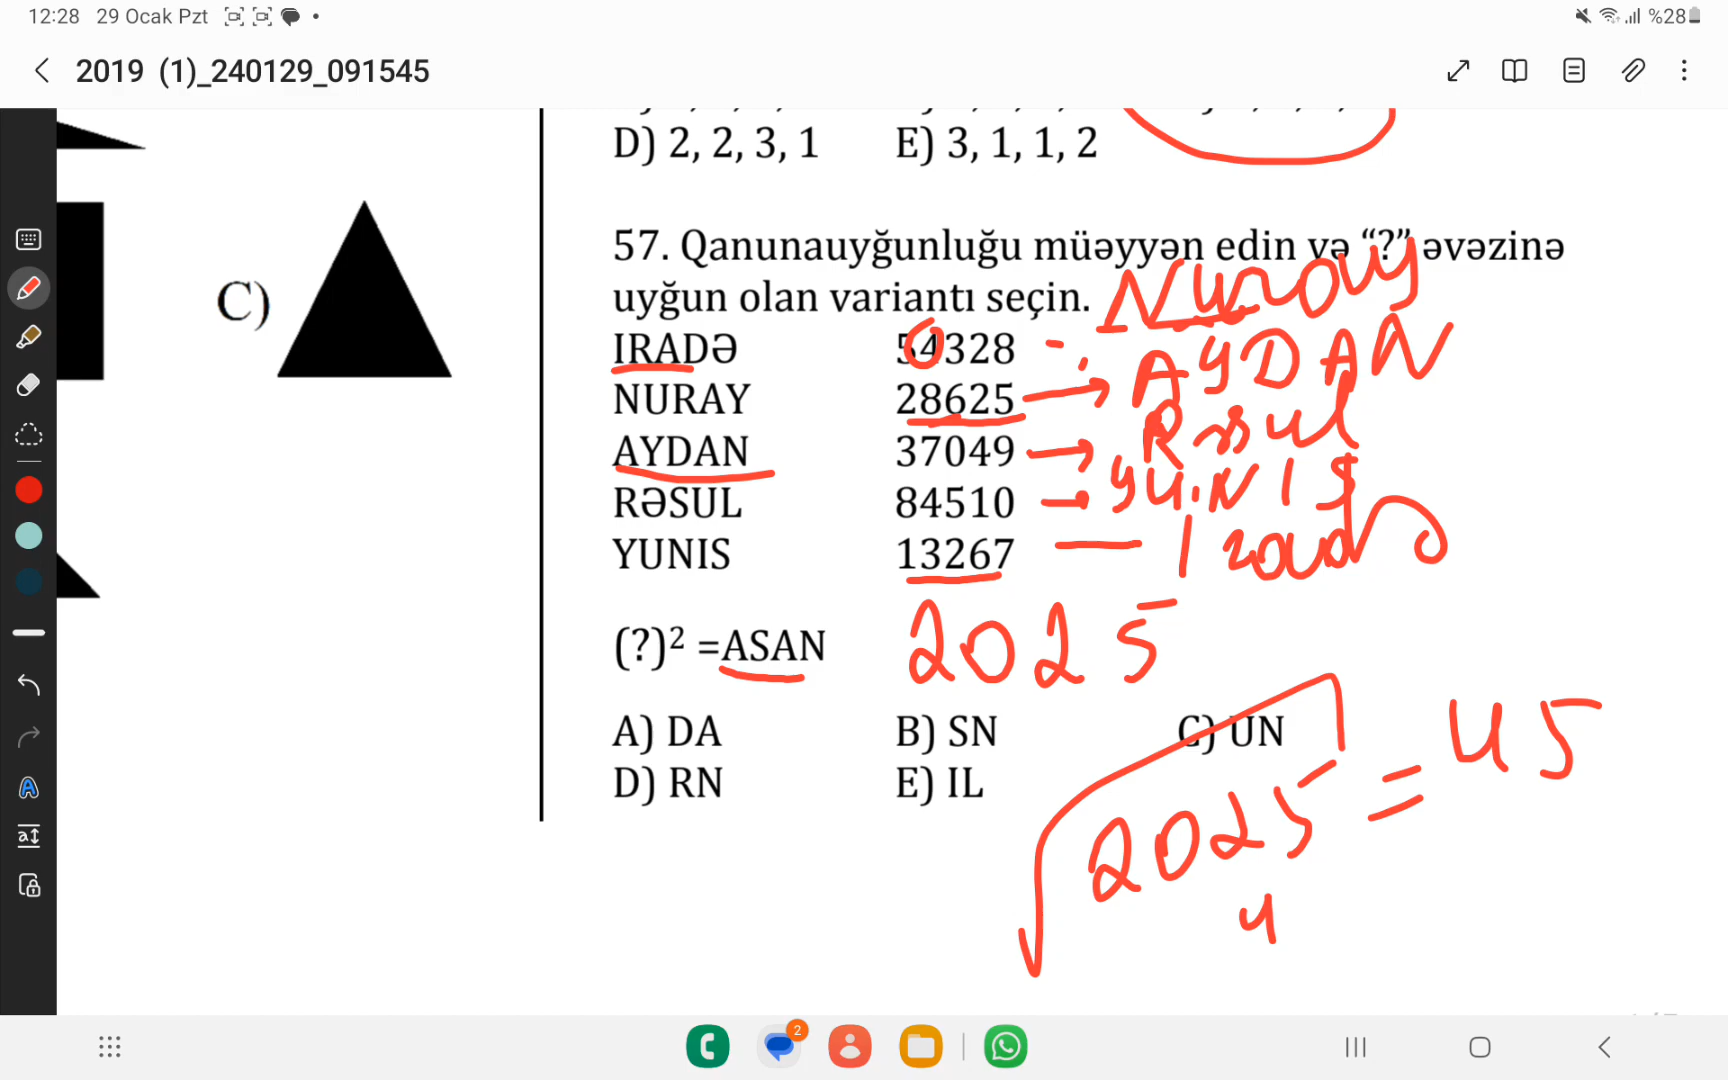 12:28 29 Ocak Pzt %28
2019 (1)_240129_091545
D) 2, 2, 3, 1 E) 3, 1, 1, 2
57. Qanunauyğunluğu müəyyən edin və “?” əvəzinə
uyğun olan variantı seçin. Nuray
IRADƏ 54328
NURAY 28625 AYDAN
AYDAN 37049 Rəsul
RƏSUL 84510 YUNIS
YUNIS 13267
(?)² =ASAN 2025
A) DA B) SN C) UN
D) RN E) IL
√2025 = 45
4
C)
2